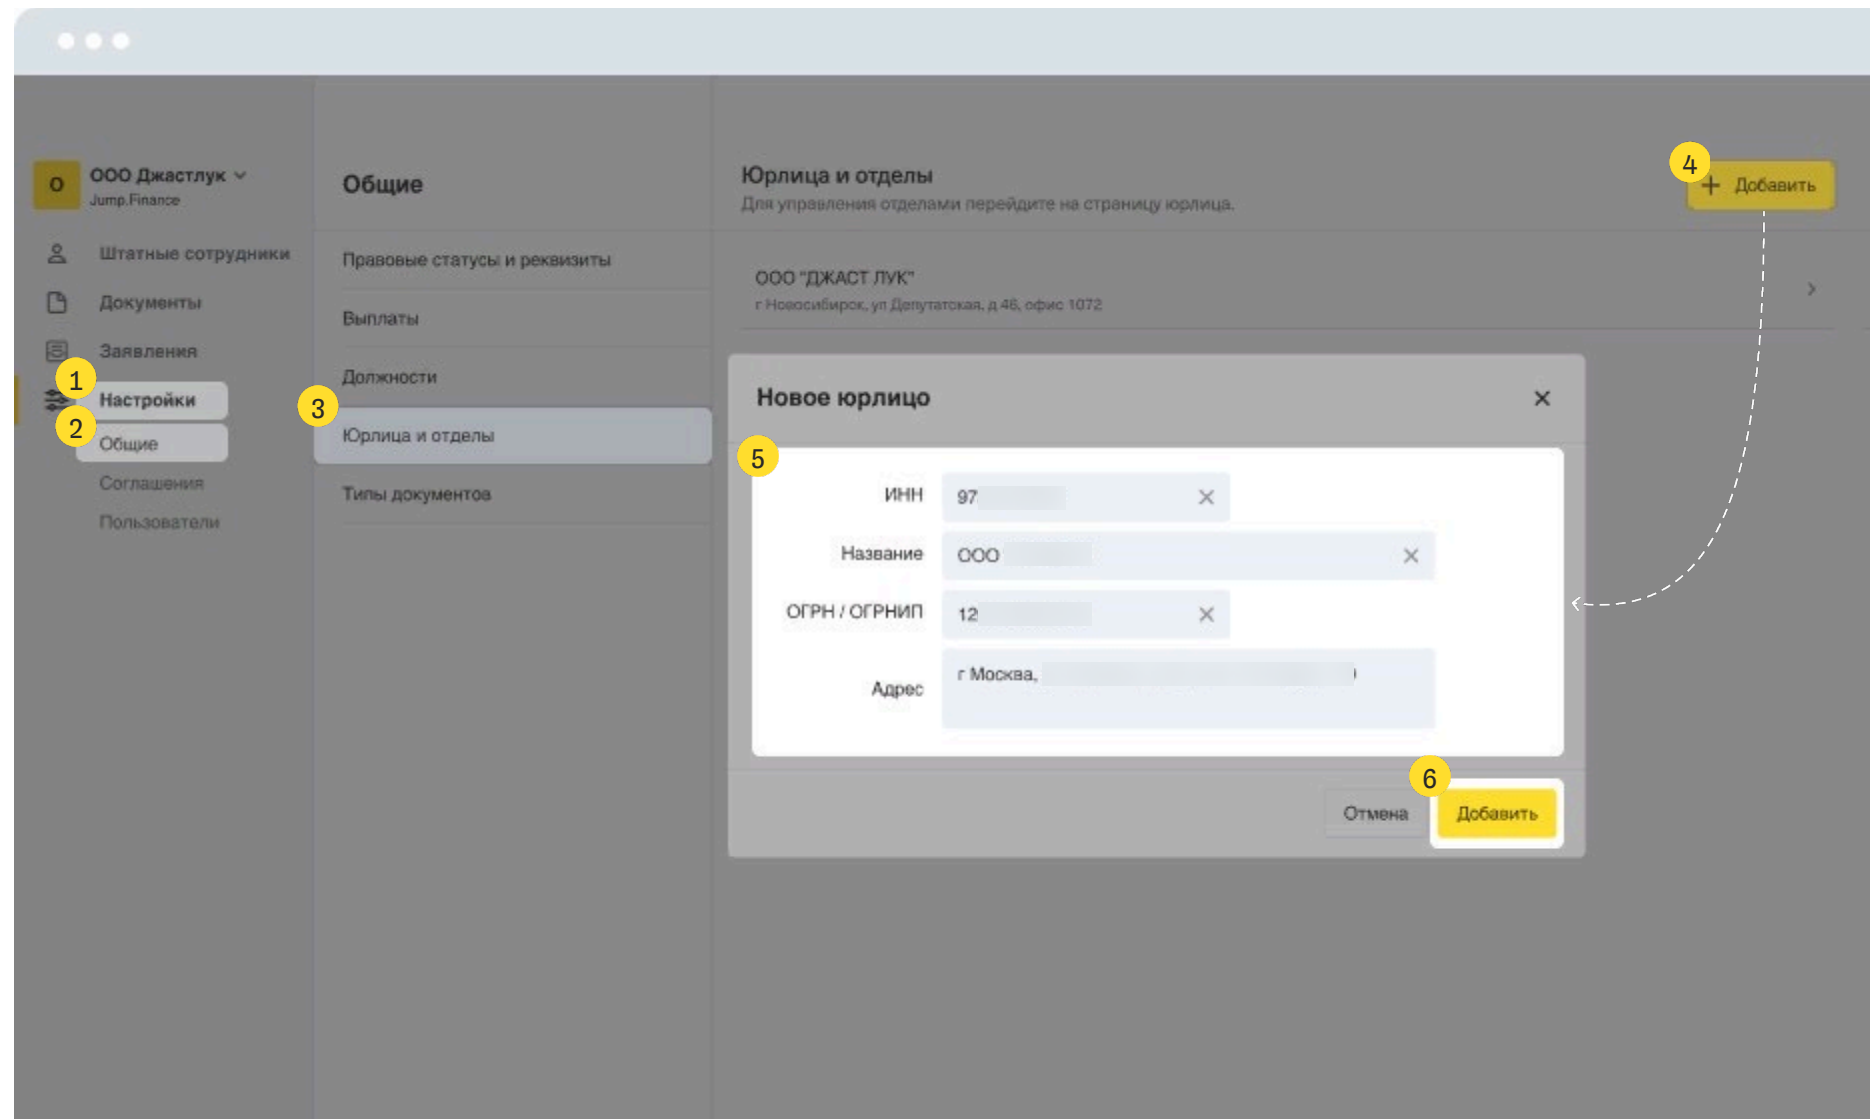 О
ООО Джастлук
Jump.Finance
Штатные сотрудники
Документы
Заявления
1
Настройки
2
Общие
Соглашения
Пользователи
Общие
Правовые статусы и реквизиты
Выплаты
Должности
3
Юрлица и отделы
Типы документов
Юрлица и отделы
Для управления отделами перейдите на страницу юрлица.
4
+ Добавить
ООО "ДЖАСТ ЛУК"
г Новосибирск, ул Депутатская, д 46, офис 1072
Новое юрлицо
5
ИНН 97
Название ООО
ОГРН / ОГРНИП 12
Адрес г Москва,
6
Отмена Добавить